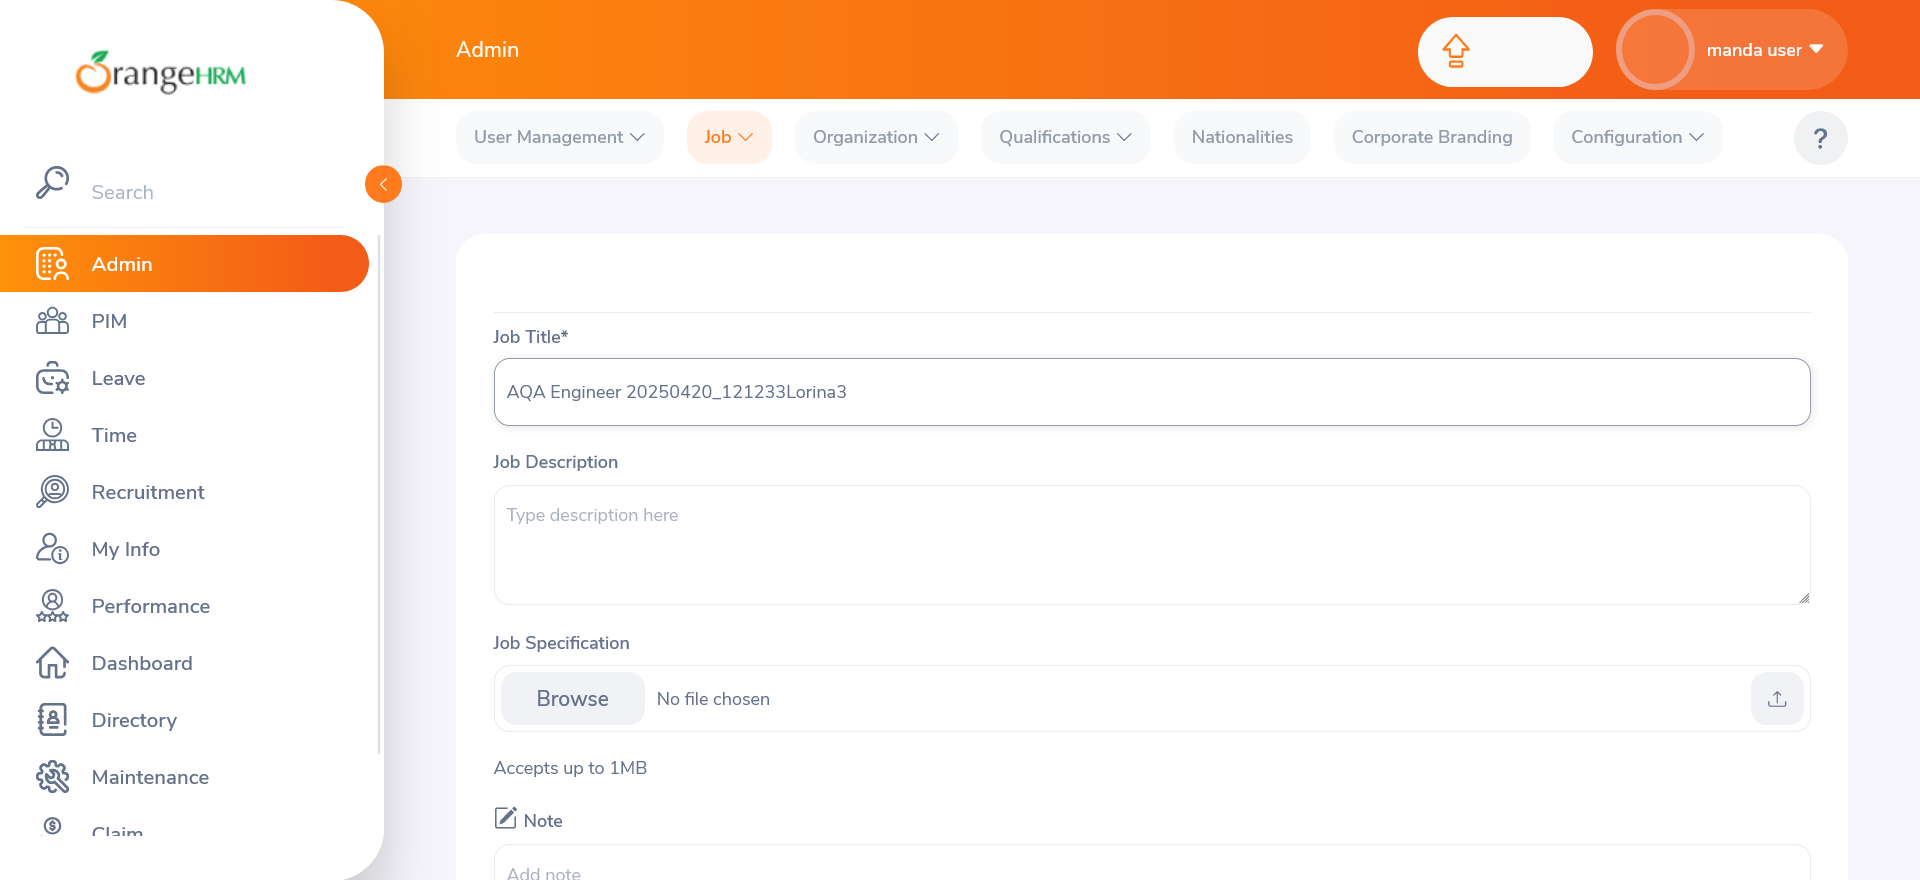 OrangeHRM
Admin
manda user
User Management
Job
Organization
Qualifications
Nationalities
Corporate Branding
Configuration
?
Search
Admin
PIM
Leave
Time
Recruitment
My Info
Performance
Dashboard
Directory
Maintenance
Claim
Job Title*
AQA Engineer 20250420_121233Lorina3
Job Description
Type description here
Job Specification
Browse
No file chosen
Accepts up to 1MB
Note
Add note